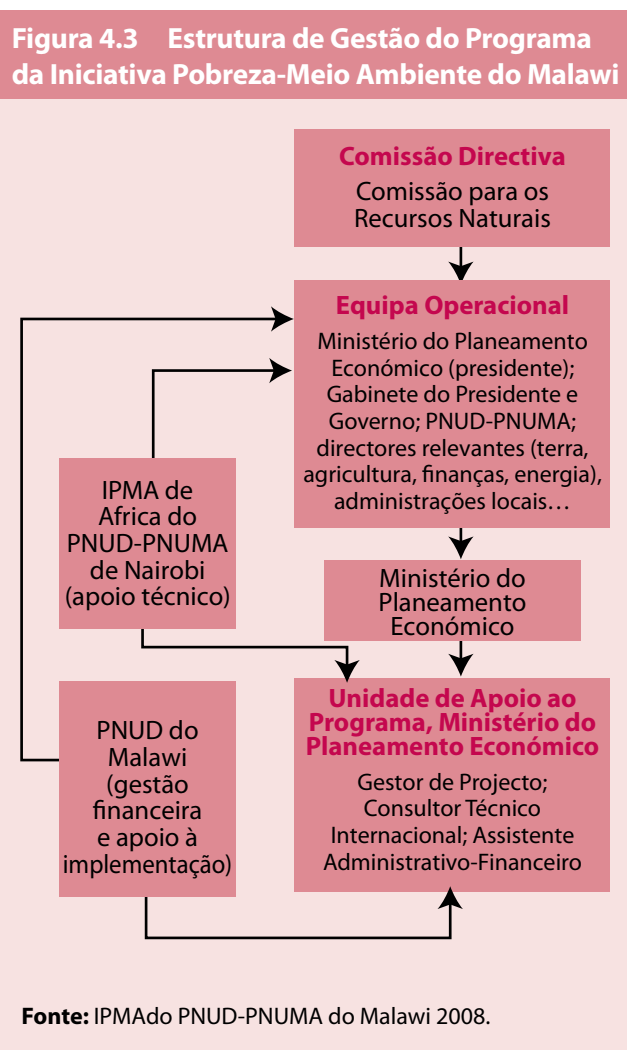 Figura 4.3 Estrutura de Gestão do Programa
da Iniciativa Pobreza-Meio Ambiente do Malawi
Comissão Directiva
Comissão para os
Recursos Naturais
Equipa Operacional
Ministério do Planeamento
Económico (presidente);
Gabinete do Presidente e
Governo; PNUD-PNUMA;
directores relevantes (terra,
agricultura, finanças, energia),
administrações locais…
IPMA de
Africa do
PNUD-PNUMA
de Nairobi
(apoio técnico)
Ministério do
Planeamento
Económico
PNUD do
Malawi
(gestão
financeira
e apoio à
implementação)
Unidade de Apoio ao
Programa, Ministério do
Planeamento Económico
Gestor de Projecto;
Consultor Técnico
Internacional; Assistente
Administrativo-Financeiro
Fonte: IPMAdo PNUD-PNUMA do Malawi 2008.